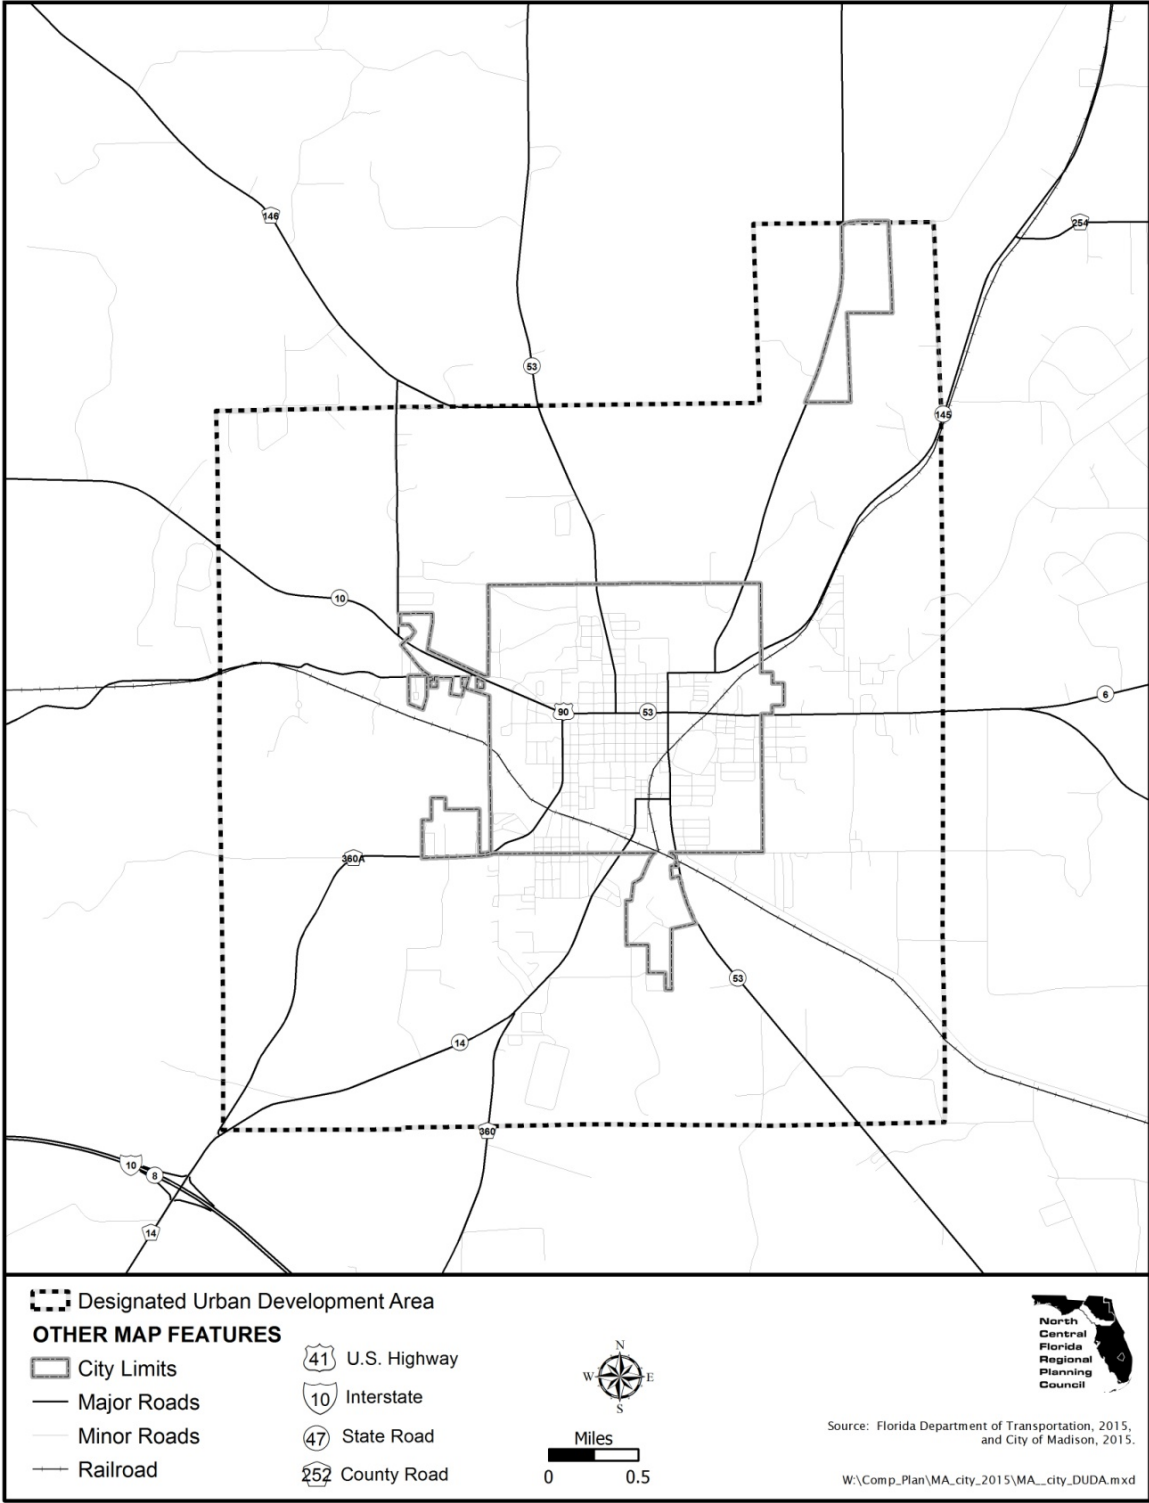 146
254
53
145
10
6
90
53
360A
53
14
360
10
8
14
Designated Urban Development Area
OTHER MAP FEATURES
City Limits
Major Roads
Minor Roads
Railroad
41 U.S. Highway
10 Interstate
47 State Road
252 County Road
N
W E
S
Miles
0 0.5
North
Central
Florida
Regional
Planning
Council
Source: Florida Department of Transportation, 2015,
and City of Madison, 2015.
W:\Comp_Plan\MA_city_2015\MA__city_DUDA.mxd